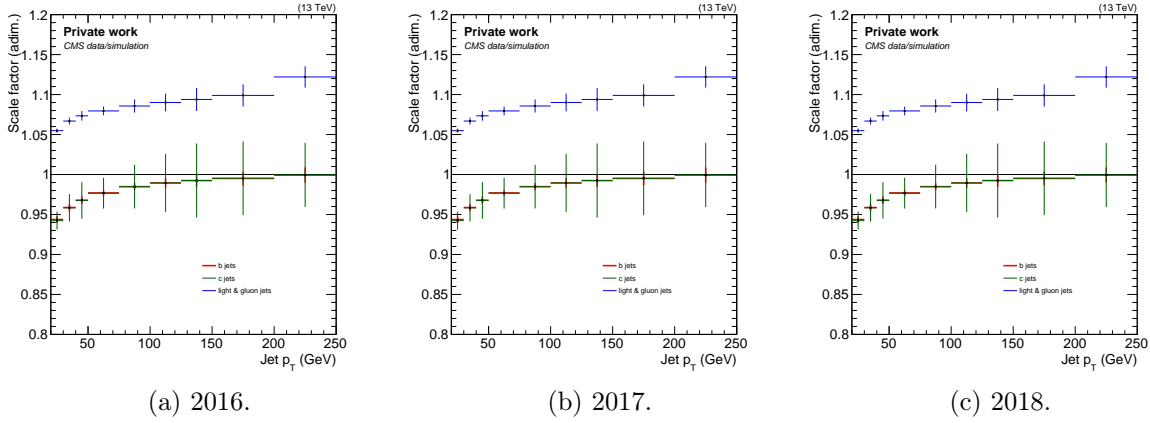 (13 TeV)
Scale factor (adim.)
Private work
CMS data/simulation
1.2
1.15
1.1
1.05
1
0.95
0.9
0.85
0.8
b jets
c jets
light & gluon jets
50 100 150 200 250
Jet p_T (GeV)
(a) 2016.
(13 TeV)
Scale factor (adim.)
Private work
CMS data/simulation
1.2
1.15
1.1
1.05
1
0.95
0.9
0.85
0.8
b jets
c jets
light & gluon jets
50 100 150 200 250
Jet p_T (GeV)
(b) 2017.
(13 TeV)
Scale factor (adim.)
Private work
CMS data/simulation
1.2
1.15
1.1
1.05
1
0.95
0.9
0.85
0.8
b jets
c jets
light & gluon jets
50 100 150 200 250
Jet p_T (GeV)
(c) 2018.